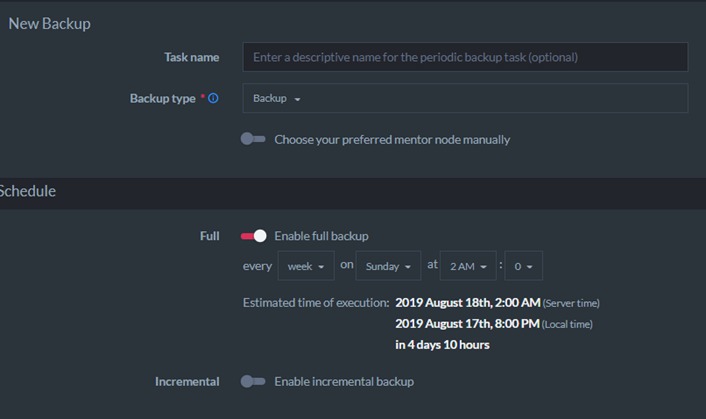 New Backup
Task name Enter a descriptive name for the periodic backup task (optional)
Backup type * Backup
Choose your preferred mentor node manually
Schedule
Full Enable full backup
every week on Sunday at 2 AM : 0
Estimated time of execution: 2019 August 18th, 2:00 AM (Server time)
2019 August 17th, 8:00 PM (Local time)
in 4 days 10 hours
Incremental Enable incremental backup